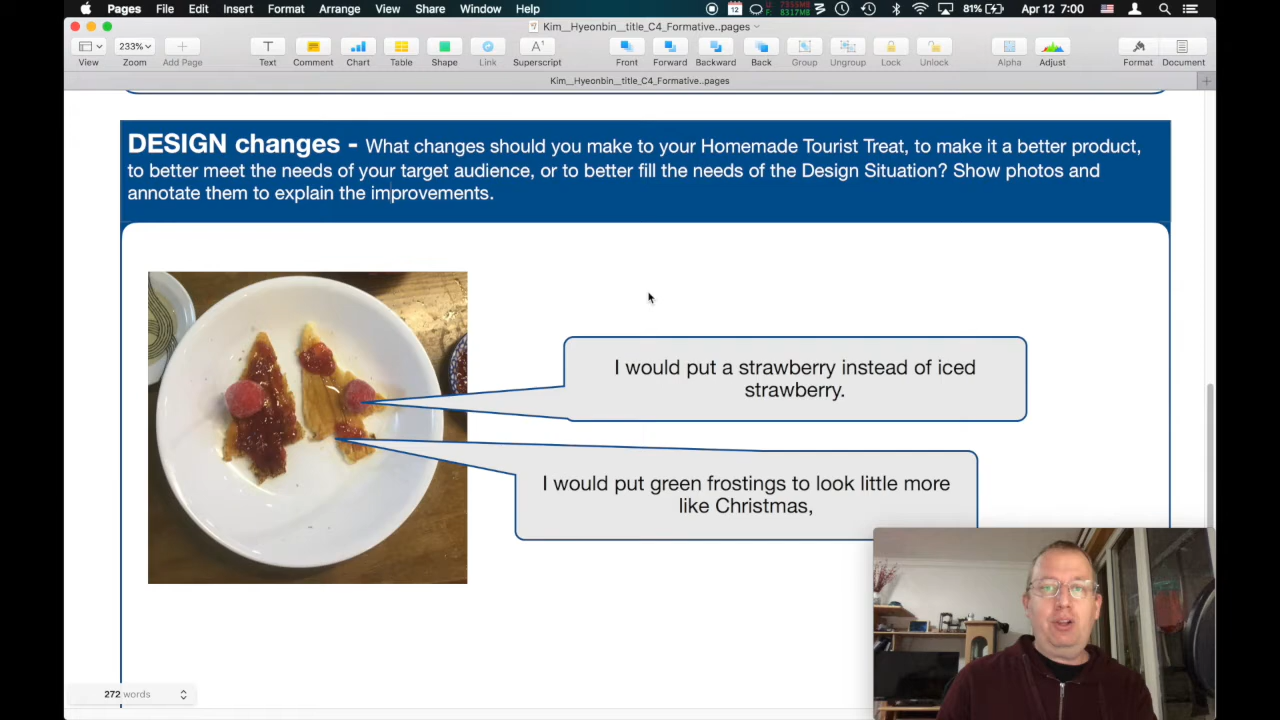 Pages File Edit Insert Format Arrange View Share Window Help
U: 7355MB
F: 8317MB
12
81%
Apr 12 7:00
Kim__Hyeonbin__title_C4_Formative..pages
233%
View Zoom Add Page Text Comment Chart Table Shape Link Superscript Front Forward Backward Back Group Ungroup Lock Unlock Alpha Adjust Format Document
Kim__Hyeonbin__title_C4_Formative..pages
DESIGN changes - What changes should you make to your Homemade Tourist Treat, to make it a better product,
to better meet the needs of your target audience, or to better fill the needs of the Design Situation? Show photos and
annotate them to explain the improvements.
I would put a strawberry instead of iced
strawberry.
I would put green frostings to look little more
like Christmas,
272 words